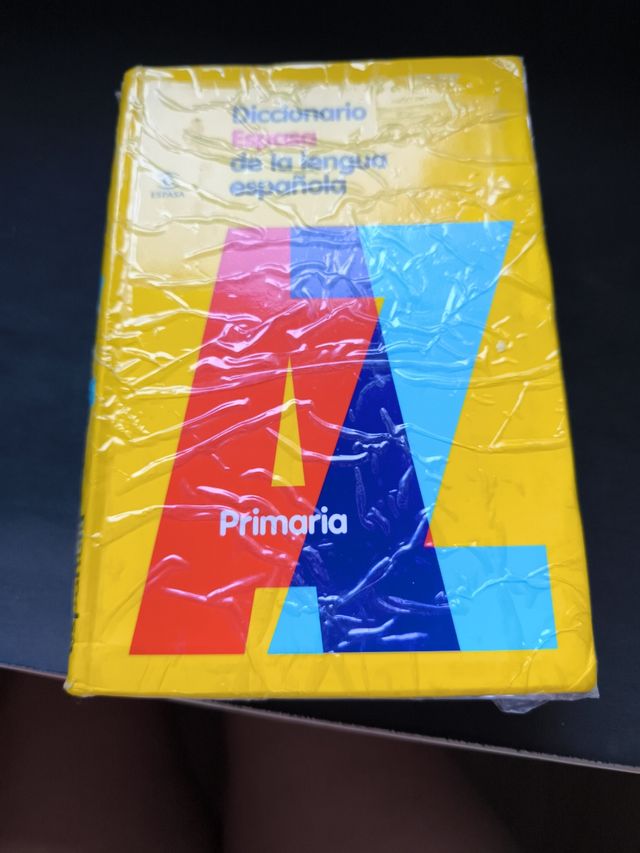 Diccionario
Espasa
de la lengua
española
ESPASA
AZ
Primaria